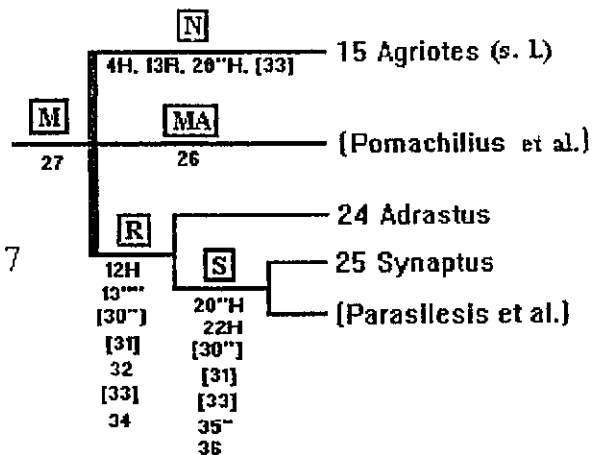 N
4H, 13R, 20"H, [33]
15 Agriotes (s. l.)
M
27
MA
26
(Pomachilius et al.)
R
12H
13""
[30"]
[31]
32
[33]
34
24 Adrastus
7
S
20"H
22H
[30"]
[31]
[33]
35"
36
25 Synaptus
(Parasilesis et al.)